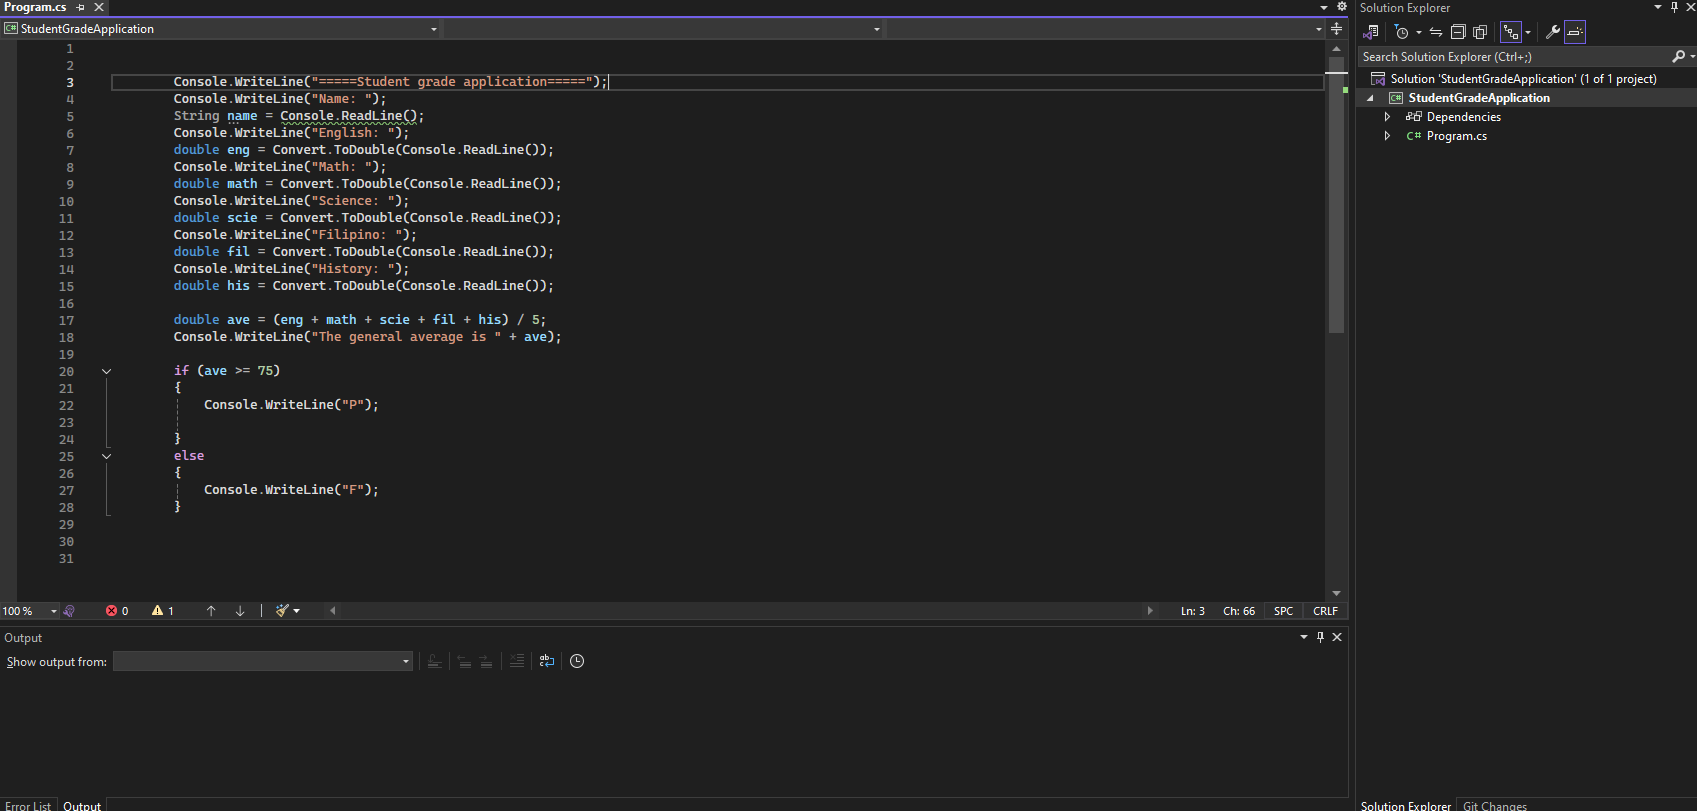 Program.cs
StudentGradeApplication
1
2
3 Console.WriteLine("=====Student grade application=====");
4 Console.WriteLine("Name: ");
5 String name = Console.ReadLine();
6 Console.WriteLine("English: ");
7 double eng = Convert.ToDouble(Console.ReadLine());
8 Console.WriteLine("Math: ");
9 double math = Convert.ToDouble(Console.ReadLine());
10 Console.WriteLine("Science: ");
11 double scie = Convert.ToDouble(Console.ReadLine());
12 Console.WriteLine("Filipino: ");
13 double fil = Convert.ToDouble(Console.ReadLine());
14 Console.WriteLine("History: ");
15 double his = Convert.ToDouble(Console.ReadLine());
16
17 double ave = (eng + math + scie + fil + his) / 5;
18 Console.WriteLine("The general average is " + ave);
19
20 if (ave >= 75)
21 {
22 Console.WriteLine("P");
23
24 }
25 else
26 {
27 Console.WriteLine("F");
28 }
29
30
31
100 % 0 1 Ln: 3 Ch: 66 SPC CRLF
Output
Show output from:
Error List Output
Solution Explorer
Search Solution Explorer (Ctrl+;)
Solution 'StudentGradeApplication' (1 of 1 project)
C# StudentGradeApplication
Dependencies
C# Program.cs
Solution Explorer Git Changes